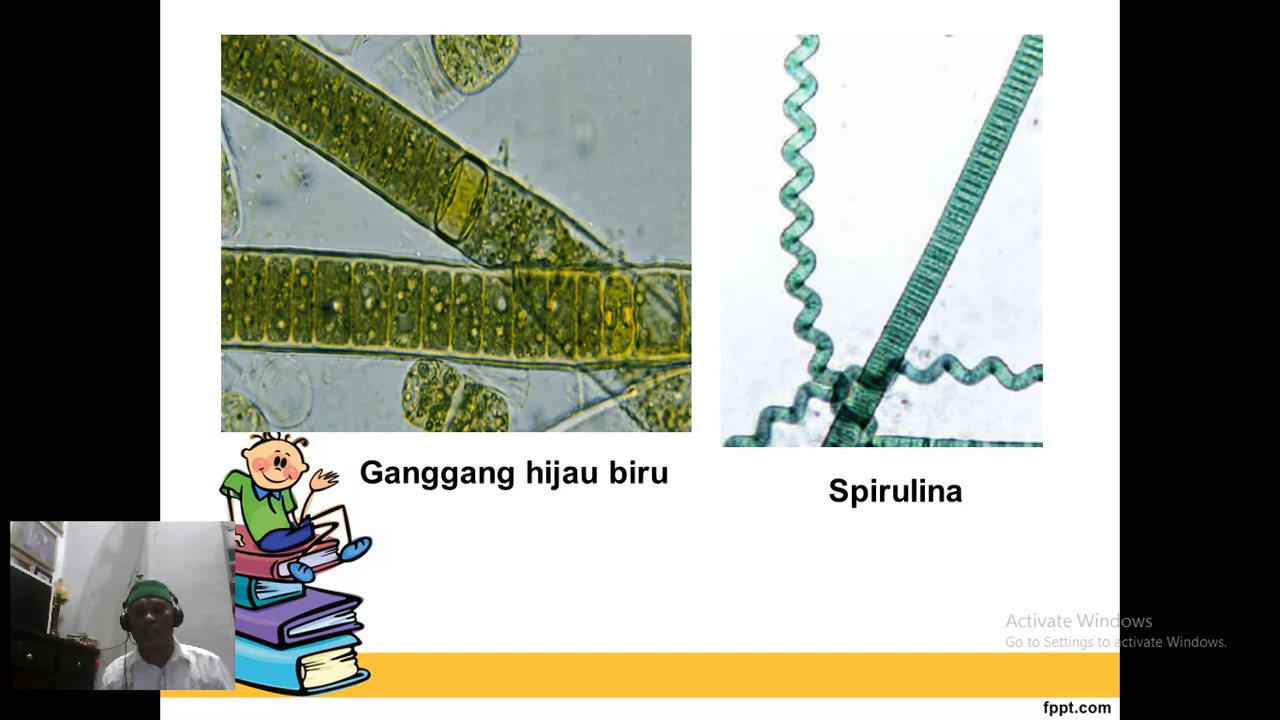 Ganggang hijau biru
Spirulina
Activate Windows
Go to Settings to activate Windows.
fppt.com